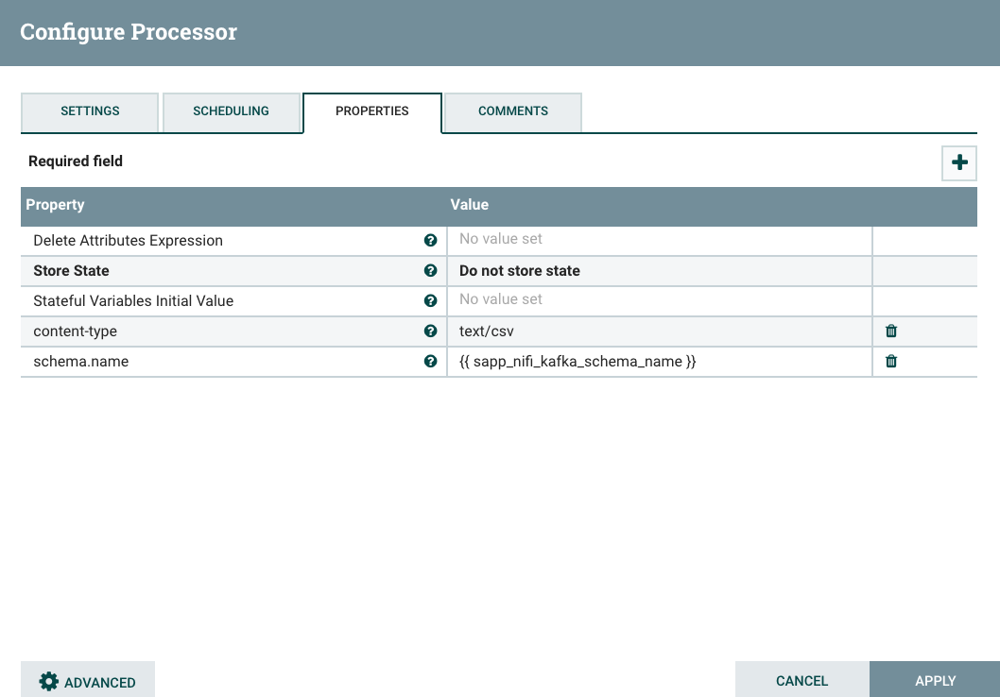 Configure Processor
SETTINGS SCHEDULING PROPERTIES COMMENTS
Required field
Property Value
Delete Attributes Expression No value set
Store State Do not store state
Stateful Variables Initial Value No value set
content-type text/csv
schema.name {{ sapp_nifi_kafka_schema_name }}
ADVANCED CANCEL APPLY